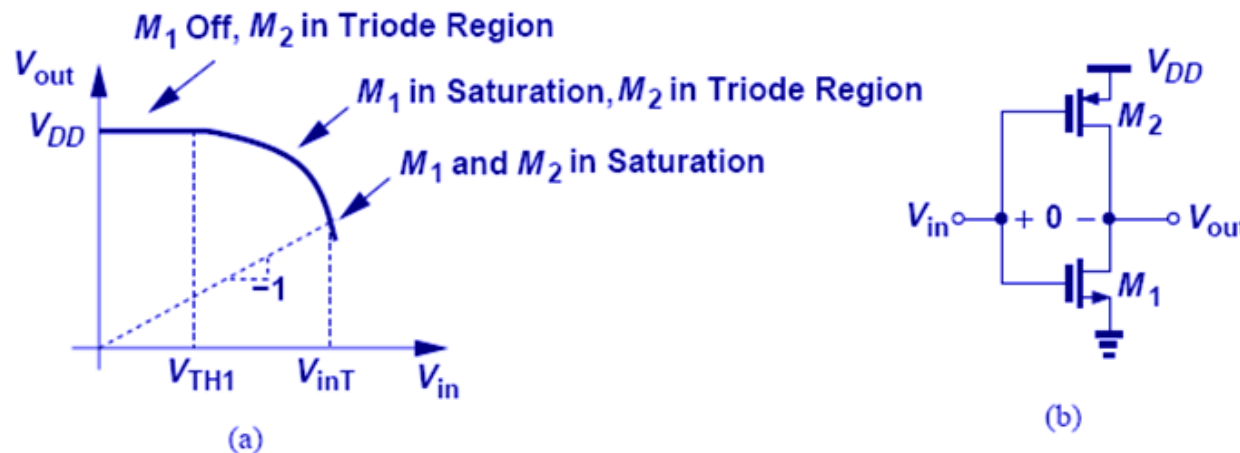 M1 Off, M2 in Triode Region
Vout
VDD
M1 in Saturation, M2 in Triode Region
M1 and M2 in Saturation
−1
VTH1
VinT
Vin
(a)
VDD
M2
Vin
+ 0 −
Vout
M1
(b)